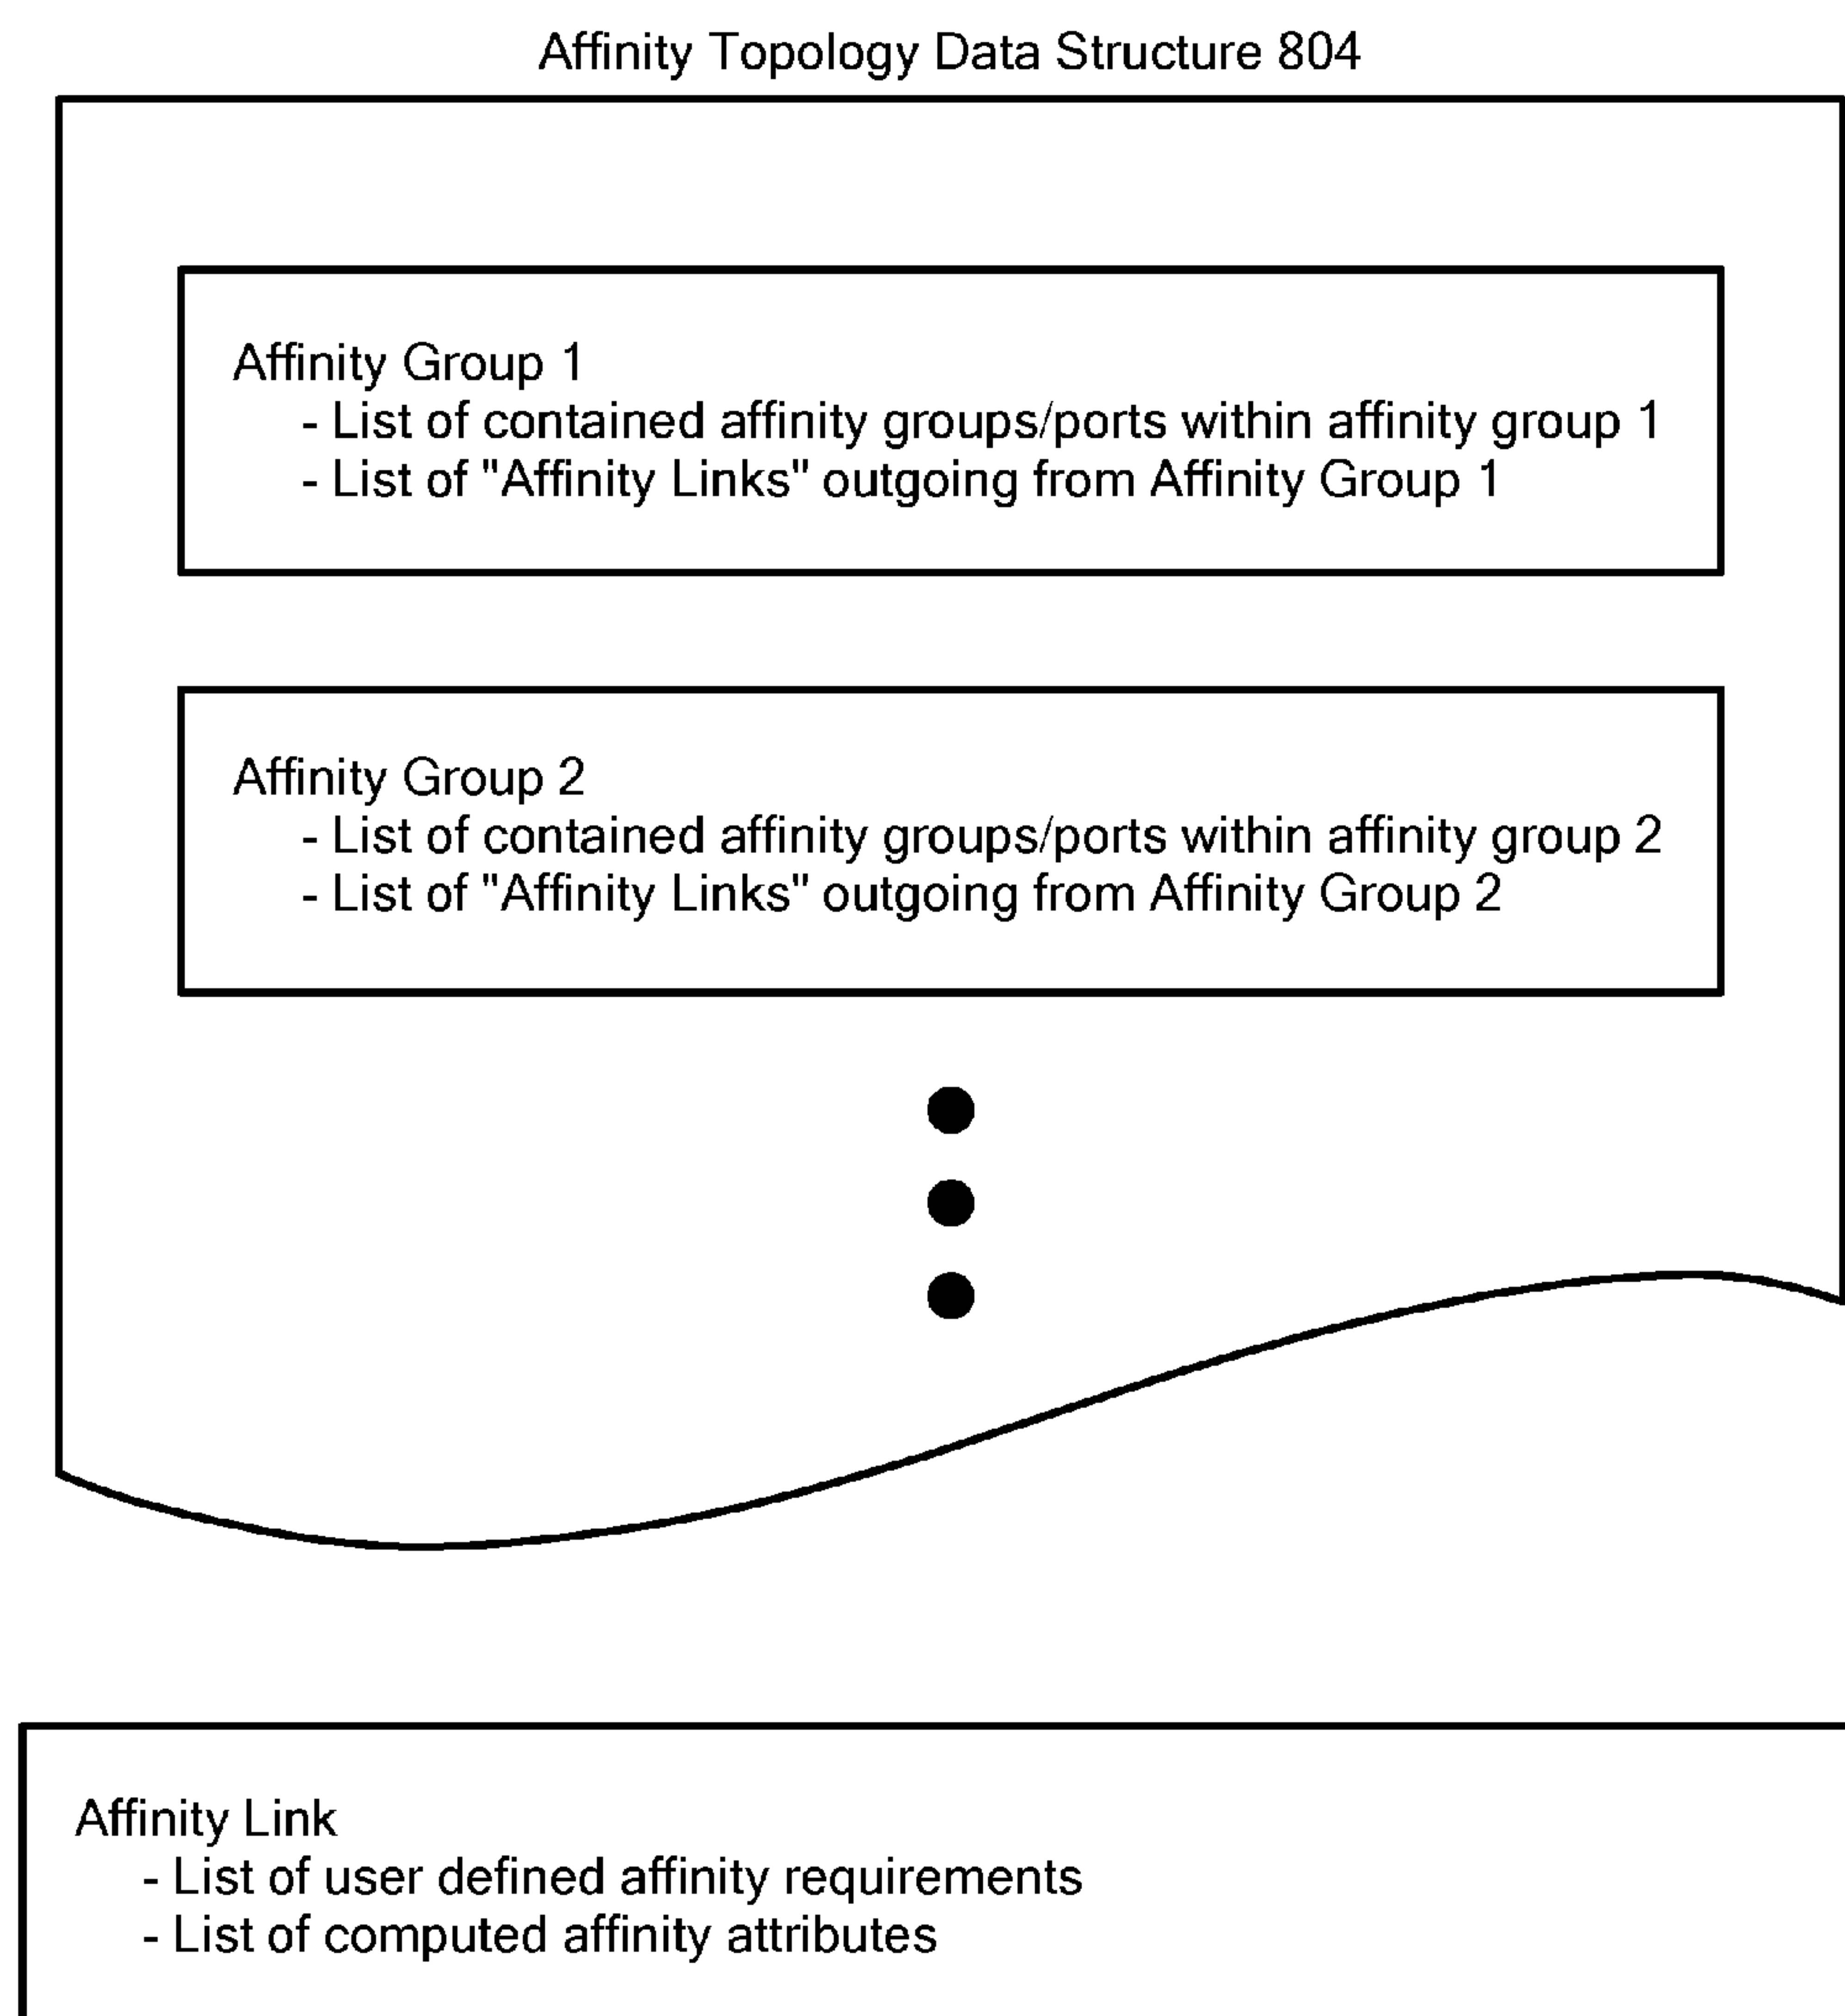 Affinity Topology Data Structure 804
Affinity Group 1
- List of contained affinity groups/ports within affinity group 1
- List of "Affinity Links" outgoing from Affinity Group 1
Affinity Group 2
- List of contained affinity groups/ports within affinity group 2
- List of "Affinity Links" outgoing from Affinity Group 2
Affinity Link
- List of user defined affinity requirements
- List of computed affinity attributes